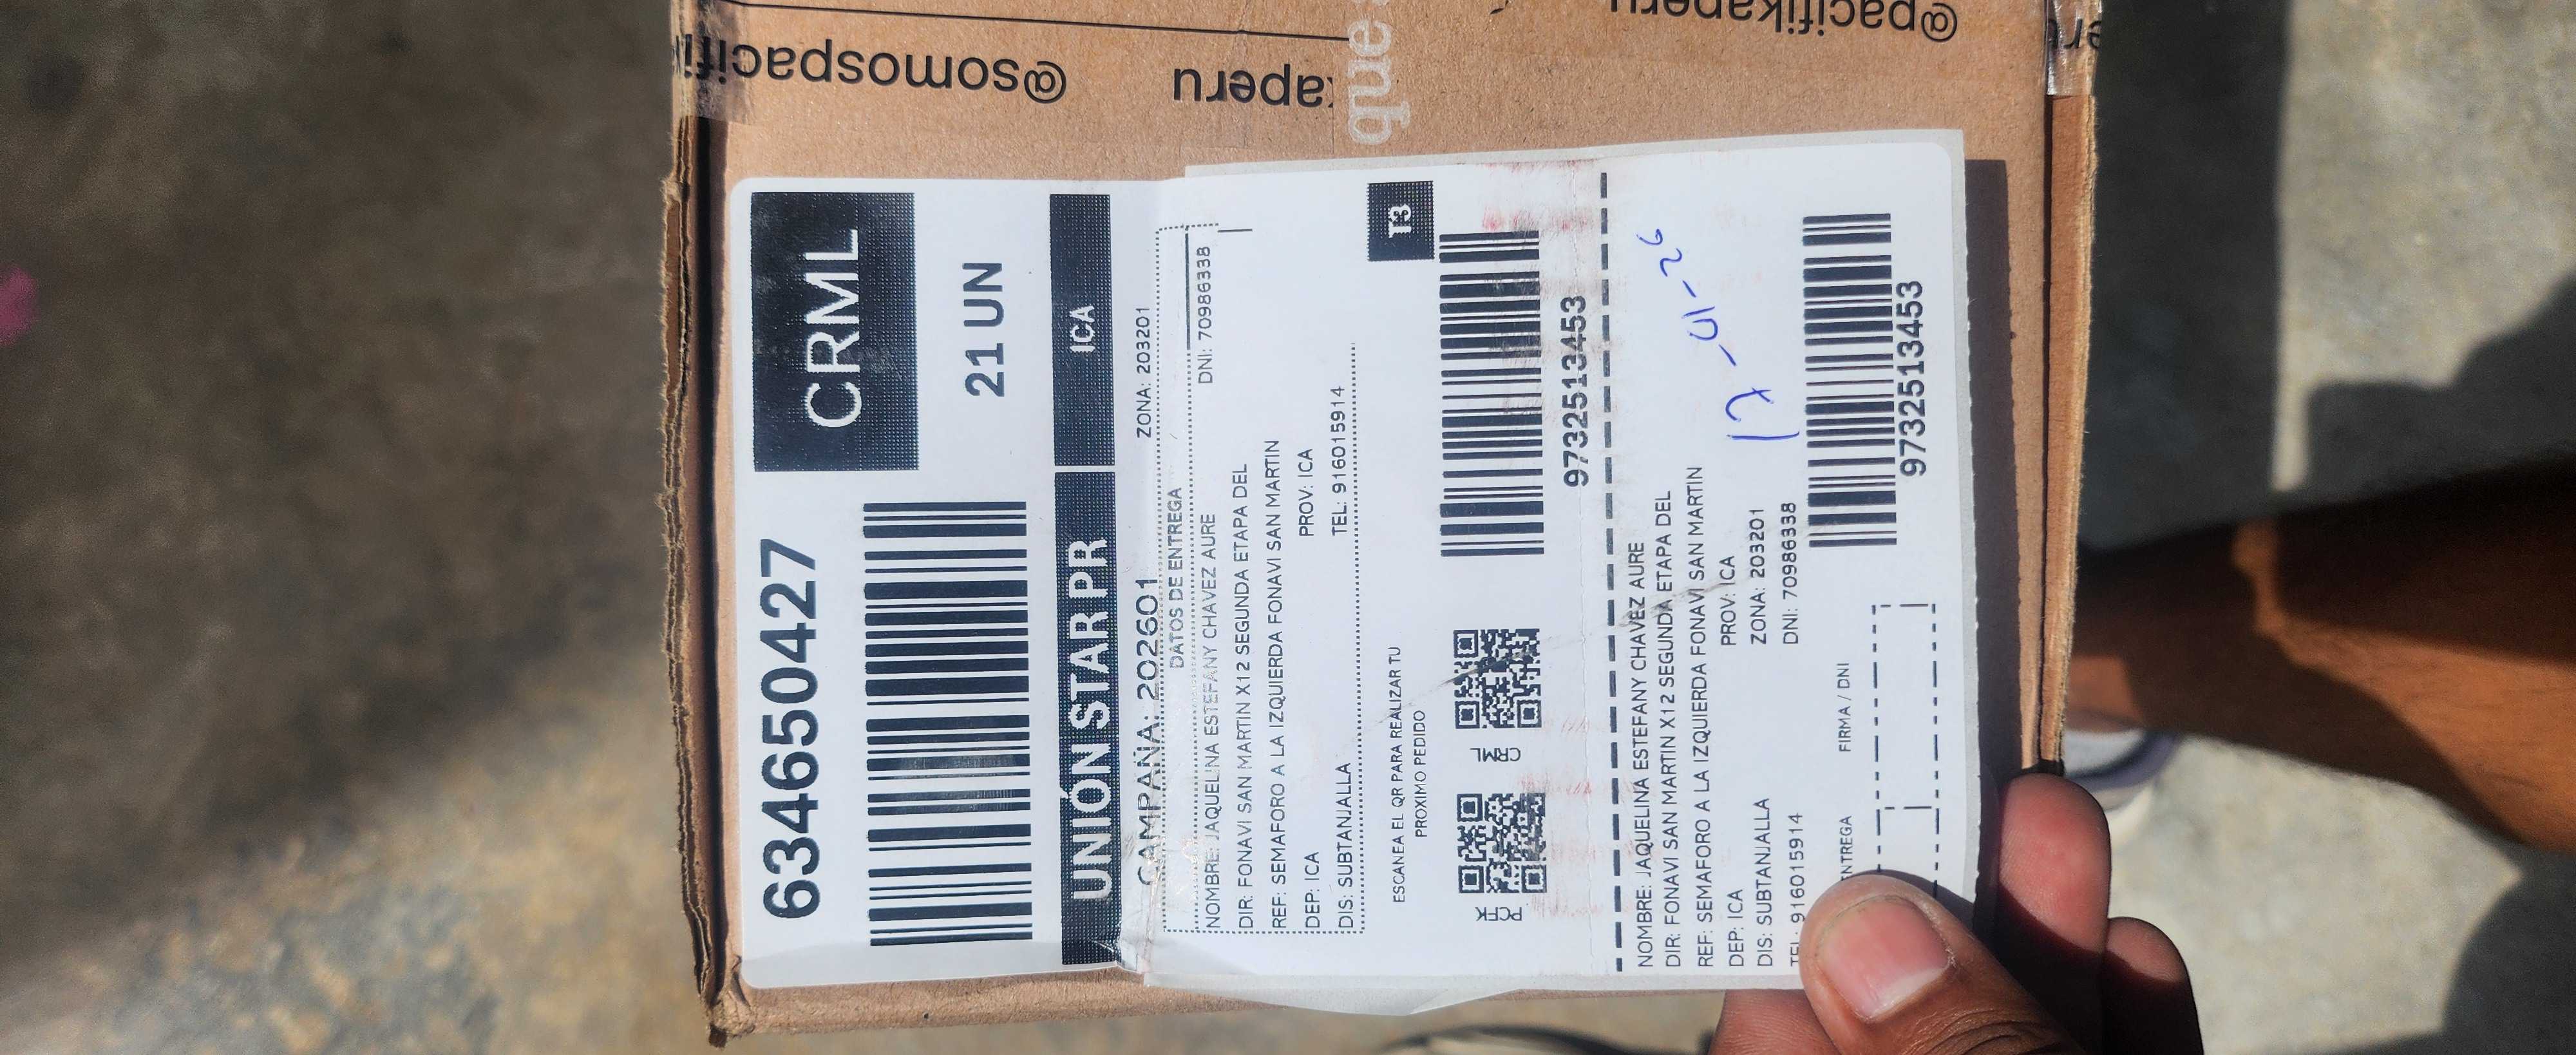 @somospacifi
kaperu
que
@pacifikaperu
6346504427
CRML
21 UN
UNIÓN STAR PR
ICA
CAMPAÑA: 202601
ZONA: 203201
DATOS DE ENTREGA
NOMBRE: JAQUELINA ESTEFANY CHAVEZ AURE
DNI: 70986338
DIR: FONAVI SAN MARTIN X12 SEGUNDA ETAPA DEL
REF: SEMAFORO A LA IZQUIERDA FONAVI SAN MARTIN
DEP: ICA
PROV: ICA
DIS: SUBTANJALLA
TEL: 916015914
T3
ESCANEA EL QR PARA REALIZAR TU
PROXIMO PEDIDO
PCFK
CRML
9732513453
NOMBRE: JAQUELINA ESTEFANY CHAVEZ AURE
DIR: FONAVI SAN MARTIN X12 SEGUNDA ETAPA DEL
REF: SEMAFORO A LA IZQUIERDA FONAVI SAN MARTIN
DEP: ICA
PROV: ICA
DIS: SUBTANJALLA
ZONA: 203201
TEL: 916015914
DNI: 70986338
17-01-26
NTREGA
FIRMA / DNI
9732513453